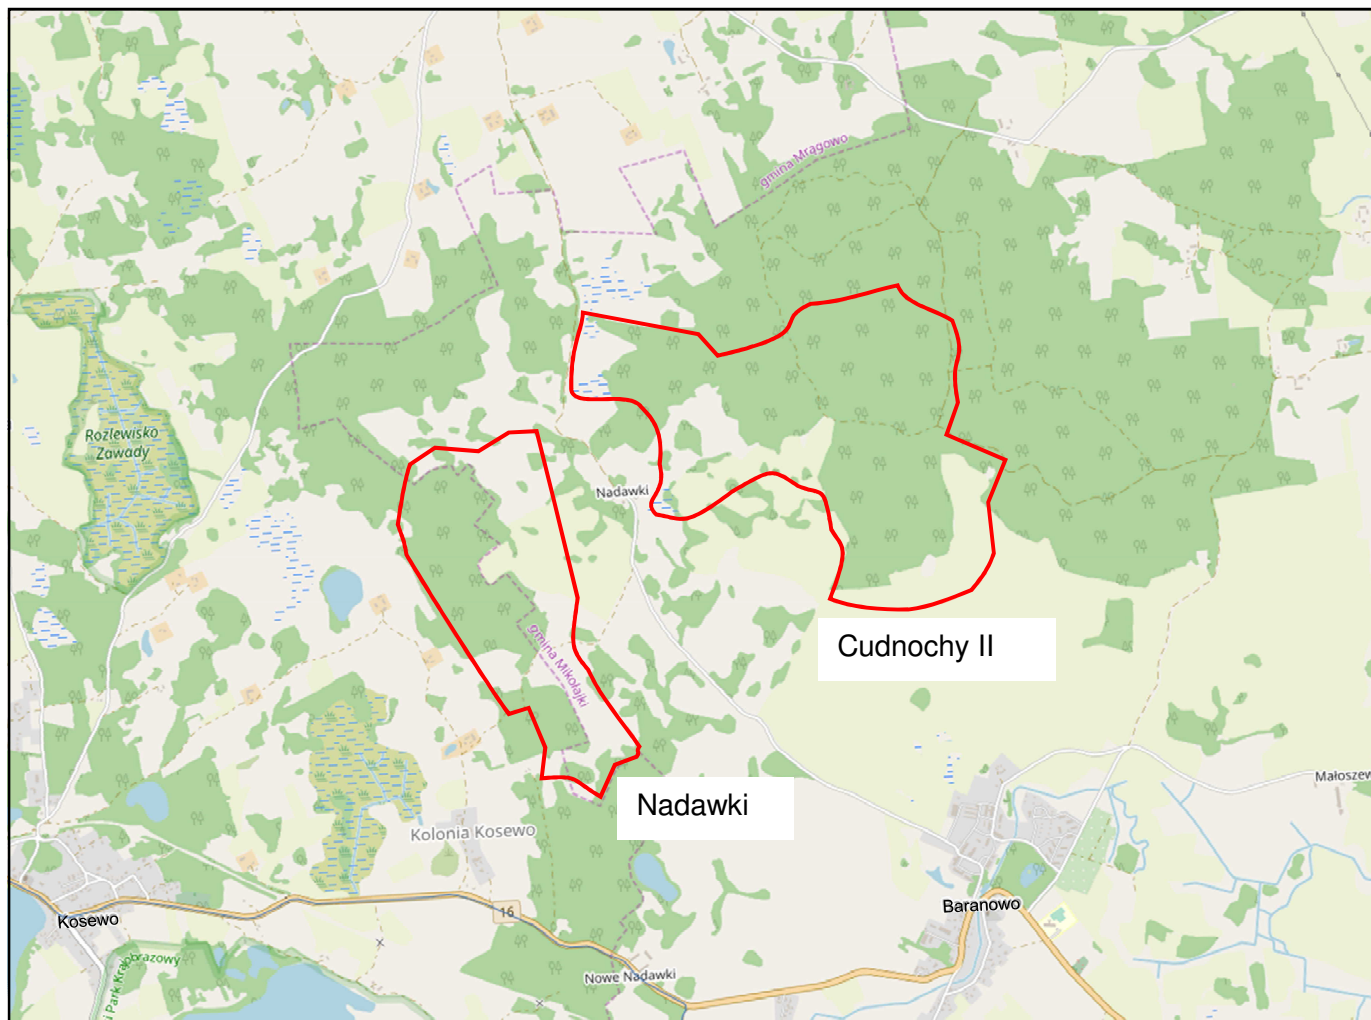 gmina Mrągowo
Rozlewisko
Zawady
Nadawki
Cudnochy II
gmina Mikołajki
Małoszew
Nadawki
Kolonia Kosewo
16
Baranowo
Kosewo
Nowe Nadawki
i Park Krajobrazowy